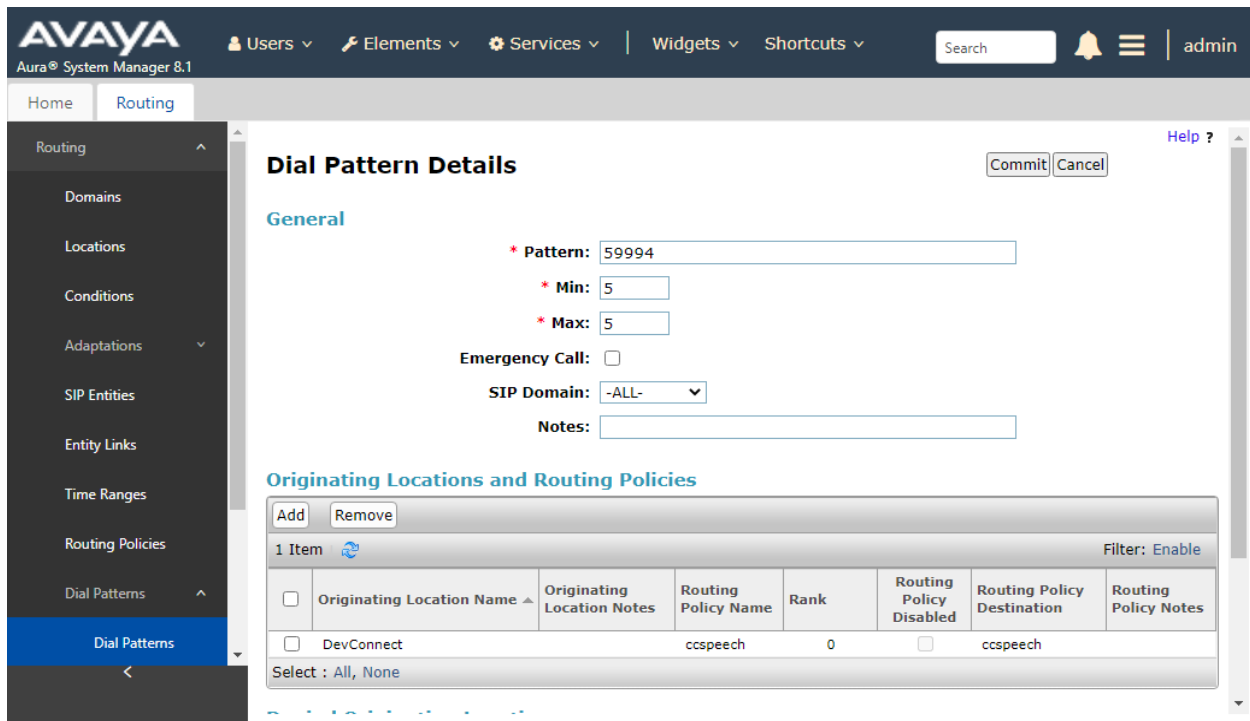 AVAYA
Aura® System Manager 8.1
Users
Elements
Services
Widgets
Shortcuts
Search
admin
Home
Routing
Routing
Domains
Locations
Conditions
Adaptations
SIP Entities
Entity Links
Time Ranges
Routing Policies
Dial Patterns
Dial Patterns
<
Help ?
Dial Pattern Details
Commit Cancel
General
* Pattern: 59994
* Min: 5
* Max: 5
Emergency Call:
SIP Domain: -ALL-
Notes:
Originating Locations and Routing Policies
Add Remove
1 Item Filter: Enable
Originating Location Name Originating Location Notes Routing Policy Name Rank Routing Policy Disabled Routing Policy Destination Routing Policy Notes
DevConnect ccspeech 0 ccspeech
Select : All, None